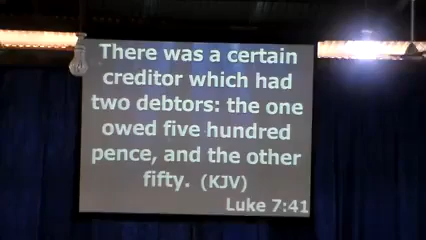 There was a certain
creditor which had
two debtors: the one
owed five hundred
pence, and the other
fifty. (KJV)
Luke 7:41